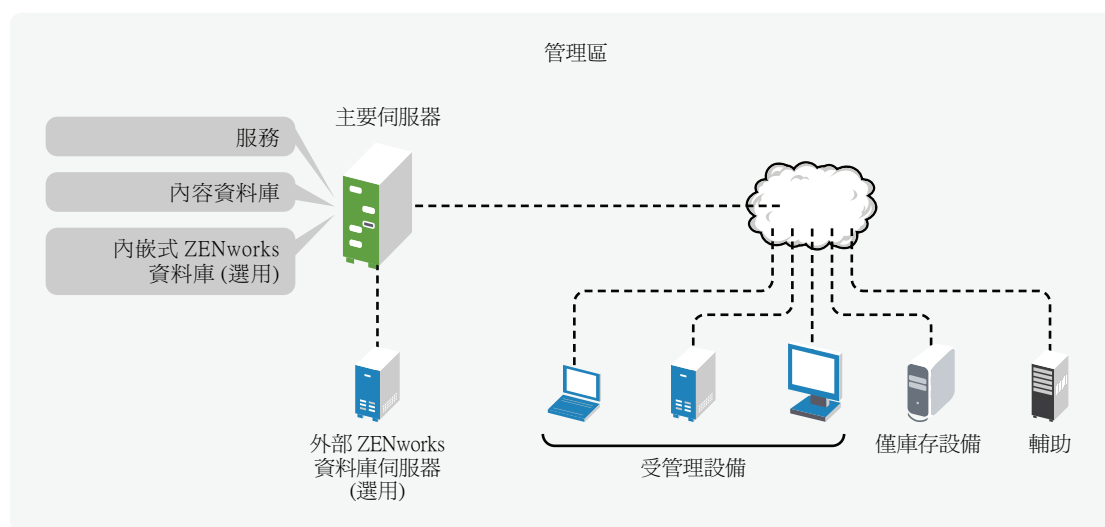 管理區
主要伺服器
服務
內容資料庫
內嵌式 ZENworks
資料庫 (選用)
外部 ZENworks
資料庫伺服器
(選用)
受管理設備
僅庫存設備
輔助